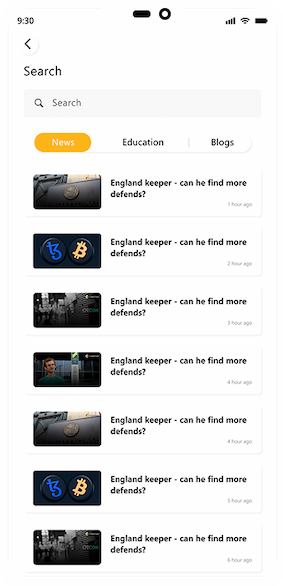 9:30
Search
Search
News
Education
Blogs
England keeper - can he find more
defends?
1 hour ago
England keeper - can he find more
defends?
2 hour ago
England keeper - can he find more
defends?
3 hour ago
England keeper - can he find more
defends?
4 hour ago
England keeper - can he find more
defends?
4 hour ago
England keeper - can he find more
defends?
5 hour ago
England keeper - can he find more
defends?
6 hour ago